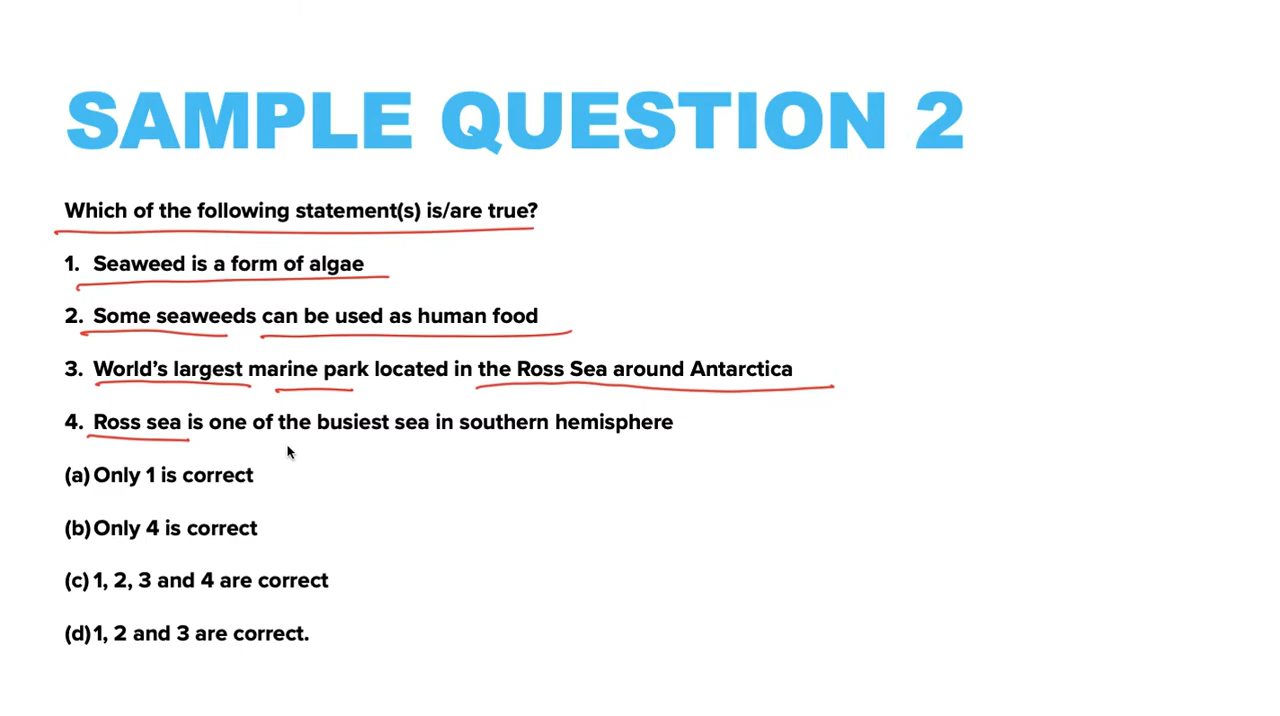 SAMPLE QUESTION 2
Which of the following statement(s) is/are true?
1. Seaweed is a form of algae
2. Some seaweeds can be used as human food
3. World's largest marine park located in the Ross Sea around Antarctica
4. Ross sea is one of the busiest sea in southern hemisphere
(a) Only 1 is correct
(b) Only 4 is correct
(c) 1, 2, 3 and 4 are correct
(d) 1, 2 and 3 are correct.